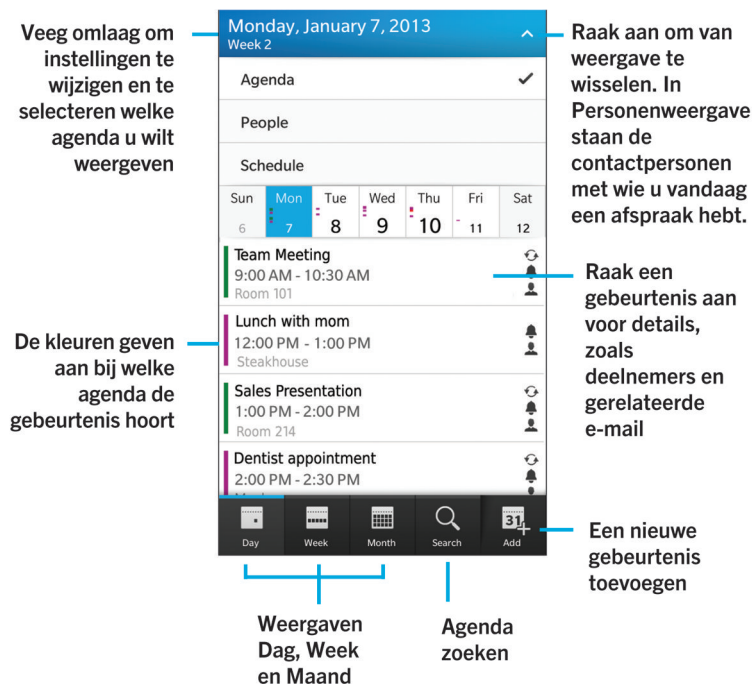 Veeg omlaag om
instellingen te
wijzigen en te
selecteren welke
agenda u wilt
weergeven
De kleuren geven
aan bij welke
agenda de
gebeurtenis hoort
Monday, January 7, 2013
Week 2
Agenda
People
Schedule
Sun Mon Tue Wed Thu Fri Sat
6 7 8 9 10 11 12
Team Meeting
9:00 AM - 10:30 AM
Room 101
Lunch with mom
12:00 PM - 1:00 PM
Steakhouse
Sales Presentation
1:00 PM - 2:00 PM
Room 214
Dentist appointment
2:00 PM - 2:30 PM
31
Day Week Month Search Add
Raak aan om van
weergave te
wisselen. In
Personenweergave
staan de
contactpersonen
met wie u vandaag
een afspraak hebt.
Raak een
gebeurtenis aan
voor details,
zoals
deelnemers en
gerelateerde
e-mail
Een nieuwe
gebeurtenis
toevoegen
Weergaven
Dag, Week
en Maand
Agenda
zoeken